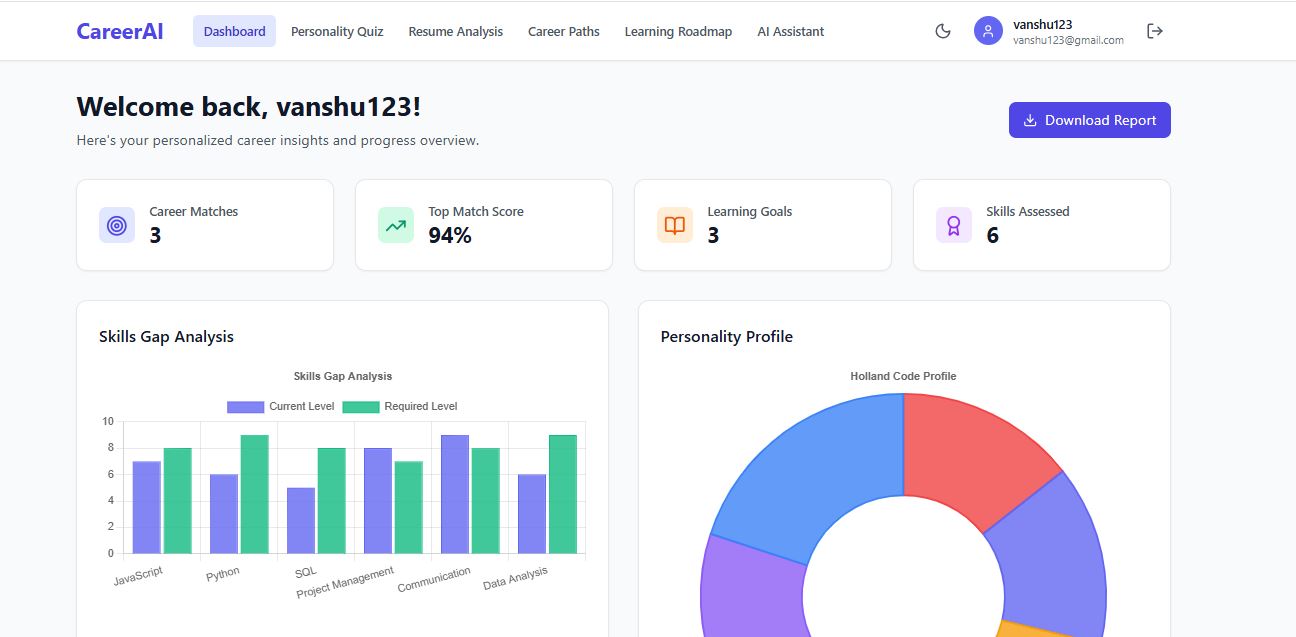 CareerAI
Dashboard
Personality Quiz
Resume Analysis
Career Paths
Learning Roadmap
AI Assistant
vanshu123
vanshu123@gmail.com
Welcome back, vanshu123!
Here's your personalized career insights and progress overview.
Download Report
Career Matches
3
Top Match Score
94%
Learning Goals
3
Skills Assessed
6
Skills Gap Analysis
Skills Gap Analysis
Current Level
Required Level
10
8
6
4
2
0
JavaScript
Python
SQL
Project Management
Communication
Data Analysis
Personality Profile
Holland Code Profile